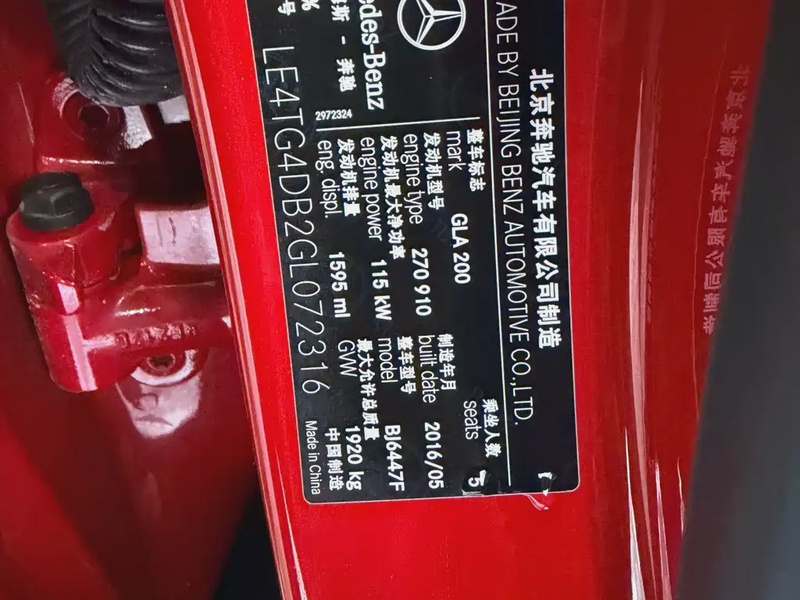 北京奔驰汽车有限公司制造
MADE BY BEIJING BENZ AUTOMOTIVE CO.,LTD.
Mercedes-Benz
斯 - 奔驰
号
2972324
整车标志
mark
GLA 200
乘坐人数
seats
5
发动机型号
engine type
270 910
制造年月
built date
2016/05
发动机最大净功率
engine power
115 kW
整车型号
model
BJ6447F
发动机排量
eng. displ.
1595 ml
最大允许总质量
GVW
1920 kg
LE4TG4DB2GL072316
中国制造
Made in China